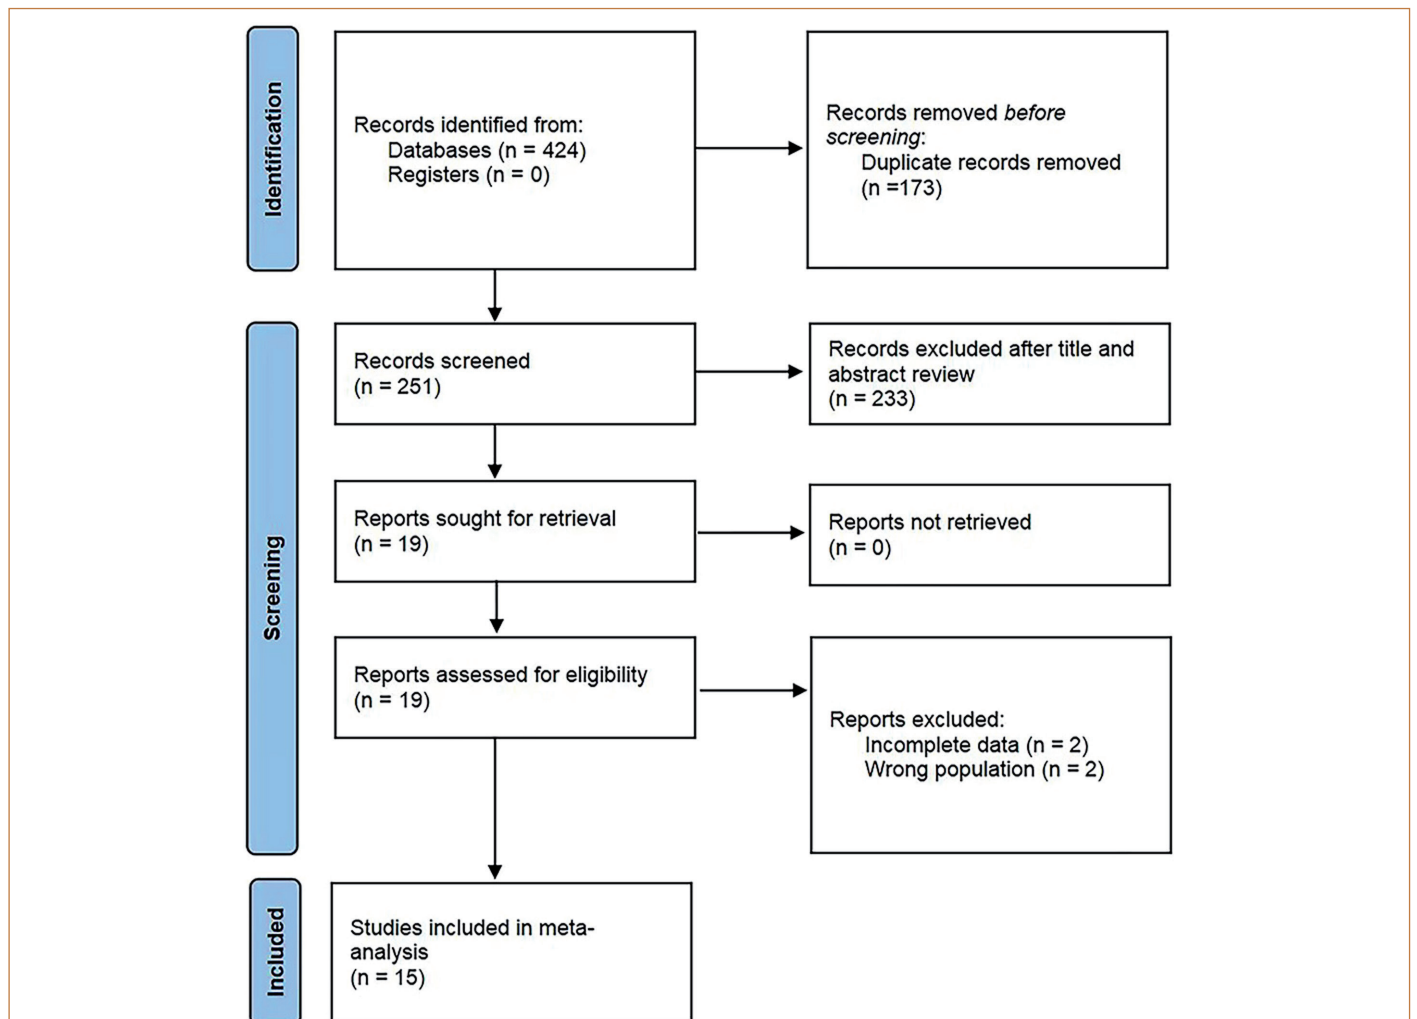 Identification
Records identified from:
Databases (n = 424)
Registers (n = 0)
Records removed before
screening:
Duplicate records removed
(n =173)
Screening
Records screened
(n = 251)
Records excluded after title and
abstract review
(n = 233)
Reports sought for retrieval
(n = 19)
Reports not retrieved
(n = 0)
Reports assessed for eligibility
(n = 19)
Reports excluded:
Incomplete data (n = 2)
Wrong population (n = 2)
Included
Studies included in meta-
analysis
(n = 15)